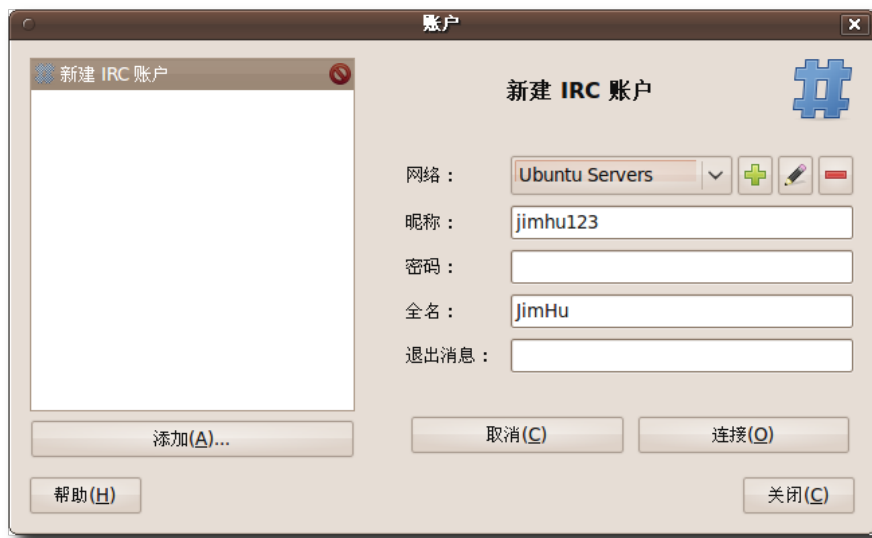 账户
新建 IRC 账户
新建 IRC 账户
网络： Ubuntu Servers
昵称： jimhu123
密码：
全名： JimHu
退出消息：
添加(A)...
取消(C) 连接(O)
帮助(H) 关闭(C)